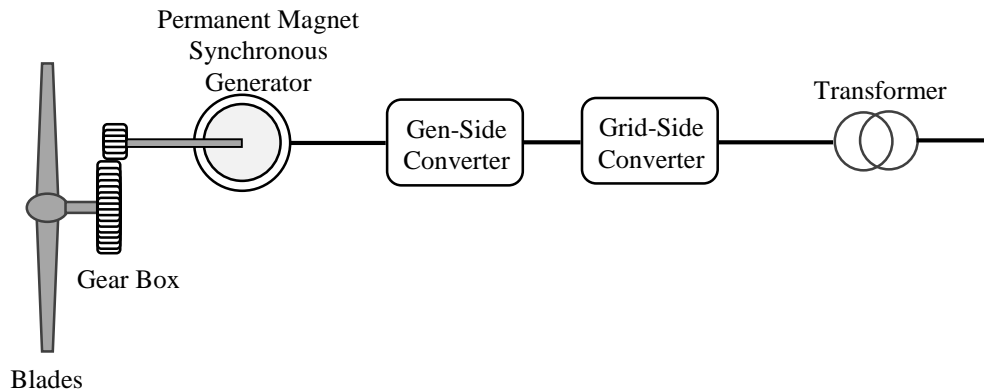 Permanent Magnet
Synchronous
Generator
Gen-Side
Converter
Grid-Side
Converter
Transformer
Gear Box
Blades